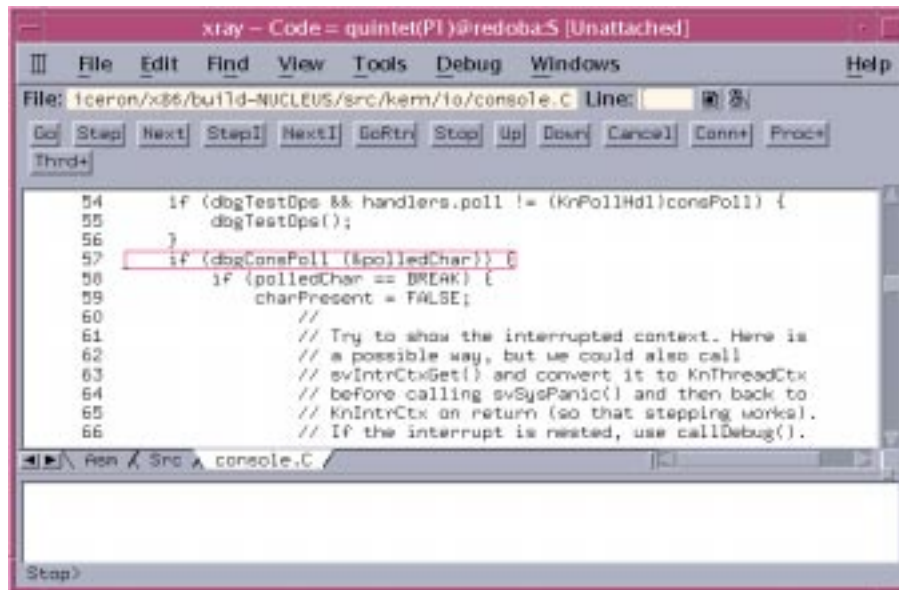 xray – Code = quintet(P1)@redoba:S [Unattached]
File Edit Find View Tools Debug Windows Help
File: iceron/x86/build-NUCLEUS/src/kern/io/console.C Line:
Go Step Next StepI NextI GoRtn Stop Up Down Cancel Conn+ Proc+
Thrd+
54 if (dbgTestOps && handlers.poll != (KnPollHdl)consPoll) {
55 dbgTestOps();
56 }
57 if (dbgConsPoll (&polledChar)) {
58 if (polledChar == BREAK) {
59 charPresent = FALSE;
60 //
61 // Try to show the interrupted context. Here is
62 // a possible way, but we could also call
63 // svIntrCtxGet() and convert it to KnThreadCtx
64 // before calling svSysPanic() and then back to
65 // KnIntrCtx on return (so that stepping works).
66 // If the interrupt is nested, use callDebug().
Asm Src console.C
Stop>